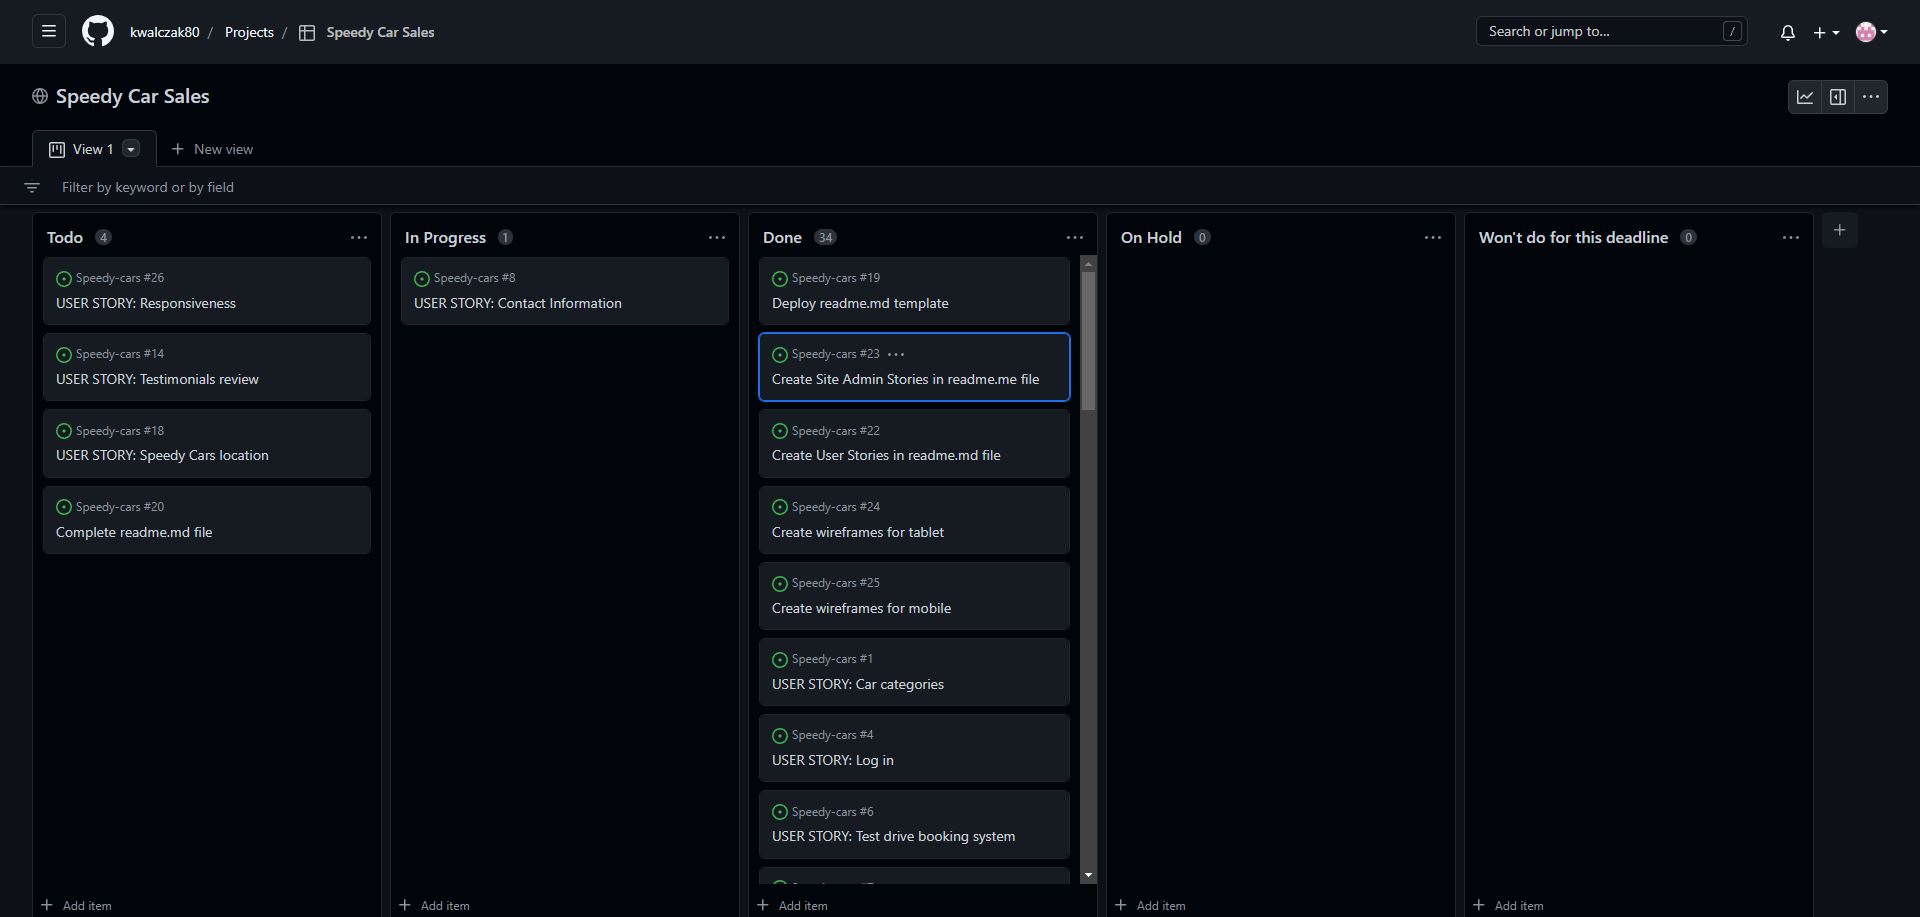 kwalczak80 / Projects / Speedy Car Sales
Search or jump to... /
Speedy Car Sales
View 1
New view
Filter by keyword or by field
Todo 4
Speedy-cars #26
USER STORY: Responsiveness
Speedy-cars #14
USER STORY: Testimonials review
Speedy-cars #18
USER STORY: Speedy Cars location
Speedy-cars #20
Complete readme.md file
Add item
In Progress 1
Speedy-cars #8
USER STORY: Contact Information
Add item
Done 34
Speedy-cars #19
Deploy readme.md template
Speedy-cars #23
Create Site Admin Stories in readme.me file
Speedy-cars #22
Create User Stories in readme.md file
Speedy-cars #24
Create wireframes for tablet
Speedy-cars #25
Create wireframes for mobile
Speedy-cars #1
USER STORY: Car categories
Speedy-cars #4
USER STORY: Log in
Speedy-cars #6
USER STORY: Test drive booking system
Add item
On Hold 0
Add item
Won't do for this deadline 0
Add item